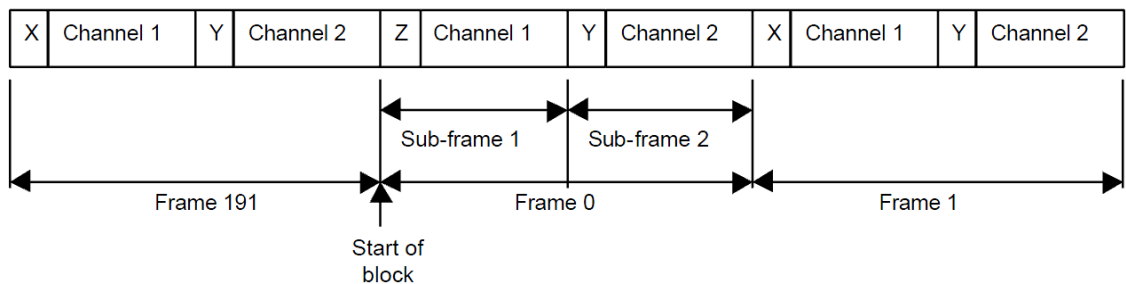 X Channel 1 Y Channel 2 Z Channel 1 Y Channel 2 X Channel 1 Y Channel 2
Sub-frame 1 Sub-frame 2
Frame 191 Frame 0 Frame 1
Start of
block